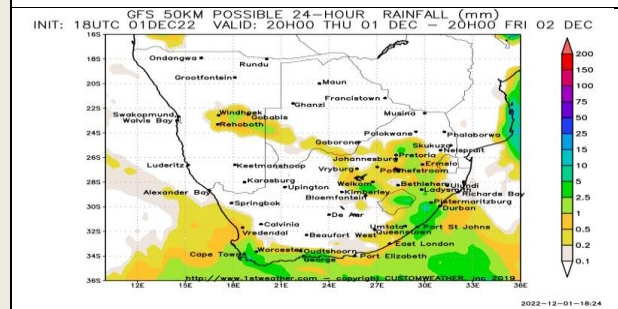 GFS 50KM POSSIBLE 24-HOUR RAINFALL (mm)
INIT: 18UTC 01DEC22 VALID: 20H00 THU 01 DEC - 20H00 FRI 02 DEC
16S
18S
20S
22S
24S
26S
28S
30S
32S
34S
36S
Ondangwa
Rundu
Grootfontein
Maun
Francistown
Ghanzi
Musina
Swakopmund
Windhoek
Gobabis
Walvis Bay
Rehoboth
Polokwane
Phalaborwa
Gaborone
Skukuza
Nelspruit
Johannesburg
Pretoria
Luderitz
Keetmanshoop
Vryburg
Potchefstroom
Ermelo
Karasburg
Upington
Welkom
Bethlehem
Ulundi
Alexander Bay
Kimberley
Ladysmith
Richards Bay
Springbok
Bloemfontein
Pietermaritzburg
Durban
De Aar
Calvinia
Umtata
Port St Johns
Vredendal
Beaufort West
Queenstown
East London
Worcester
Oudtshoorn
Cape Town
George
Port Elizabeth
http://www.1stweather.com - copyright CUSTOMWEATHER, inc 2019
12E
15E
18E
21E
24E
27E
30E
33E
36E
200
150
100
75
50
25
15
10
5
2.5
1
0.5
0.2
0.1
2022-12-01-18:24